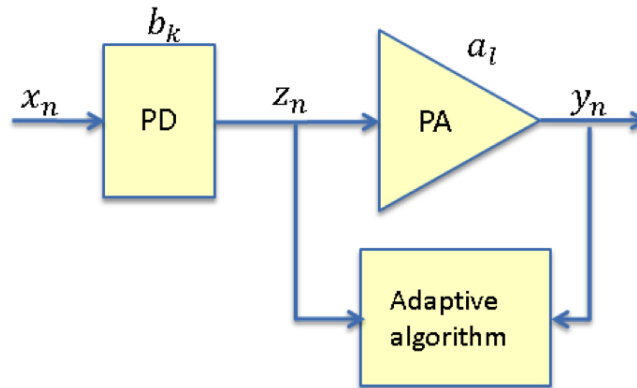 b_k
a_l
x_n
z_n
y_n
PD
PA
Adaptive
algorithm